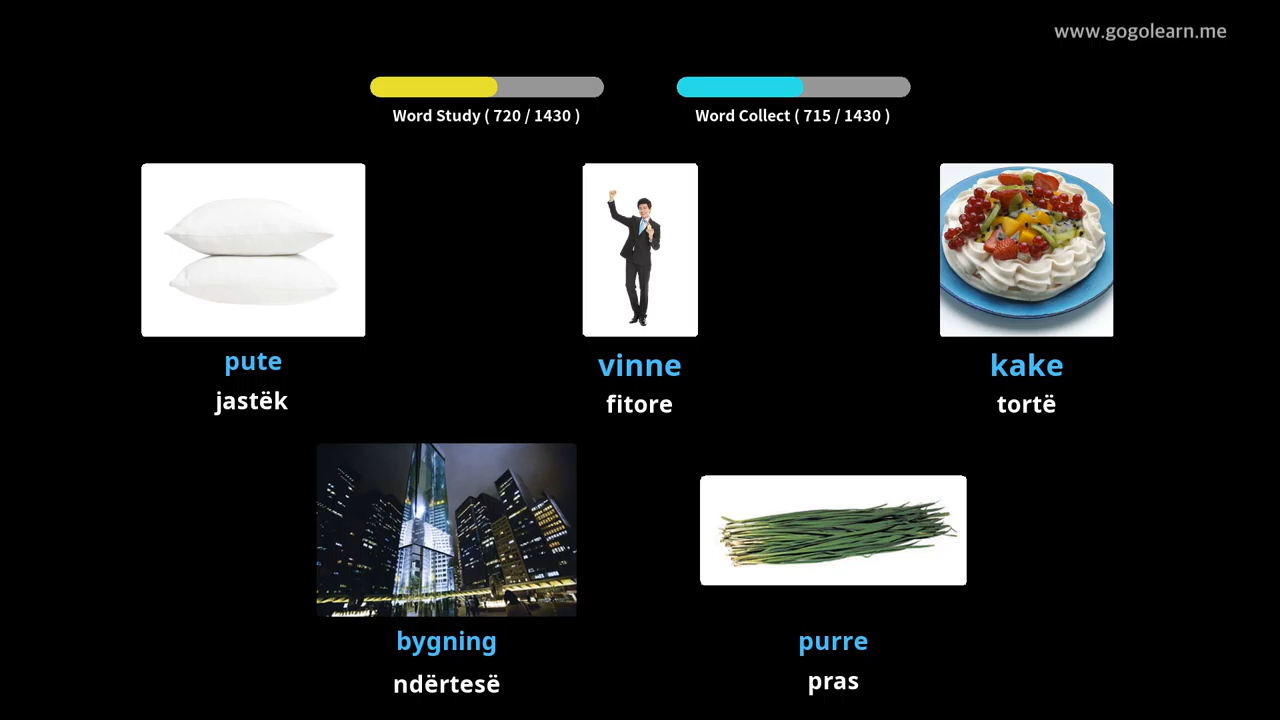 www.gogolearn.me
Word Study ( 720 / 1430 )
Word Collect ( 715 / 1430 )
pute
jastëk
vinne
fitore
kake
tortë
bygning
ndërtesë
purre
pras